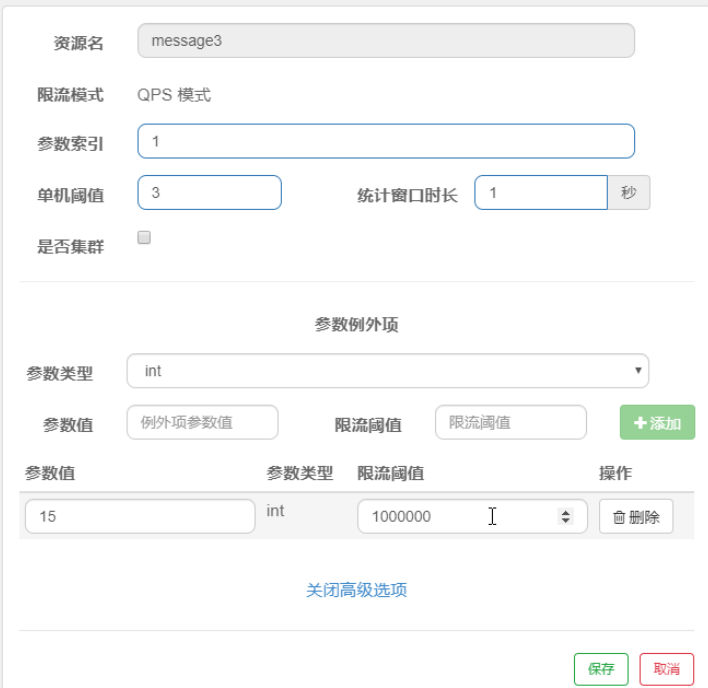 资源名 message3
限流模式 QPS 模式
参数索引 1
单机阈值 3 统计窗口时长 1 秒
是否集群
参数例外项
参数类型 int
参数值 例外项参数值 限流阈值 限流阈值 +添加
参数值 参数类型 限流阈值 操作
15 int 1000000 删除
关闭高级选项
保存 取消